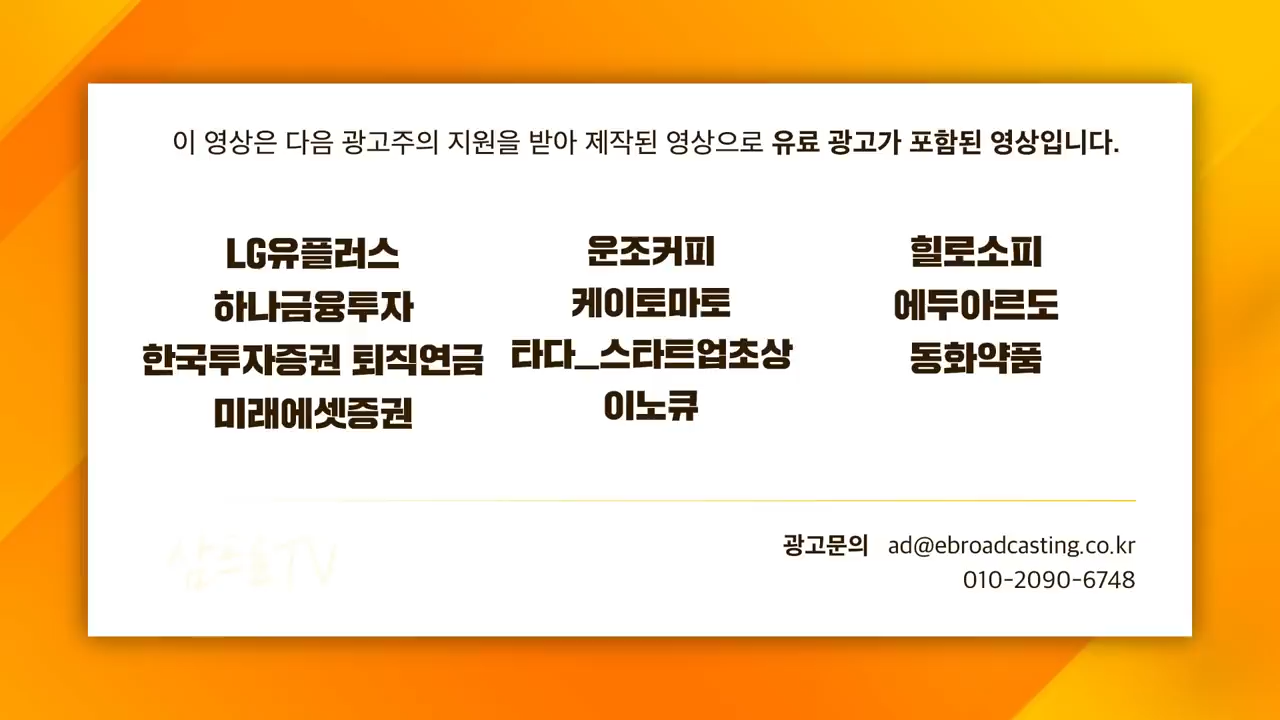 이 영상은 다음 광고주의 지원을 받아 제작된 영상으로 유료 광고가 포함된 영상입니다.
LG유플러스
하나금융투자
한국투자증권 퇴직연금
미래에셋증권
운조커피
케이토마토
타다_스타트업초상
이노큐
힐로소피
에두아르도
동화약품
삼프로TV
광고문의 ad@ebroadcasting.co.kr
010-2090-6748